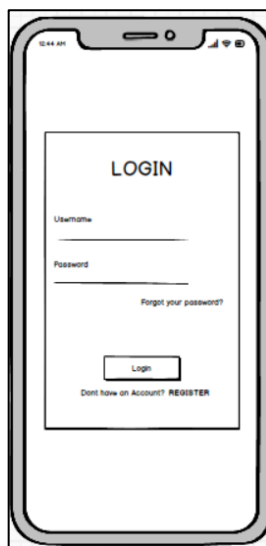 12:44 AM
LOGIN
Username
Password
Forgot your password?
Login
Dont have an Account? REGISTER